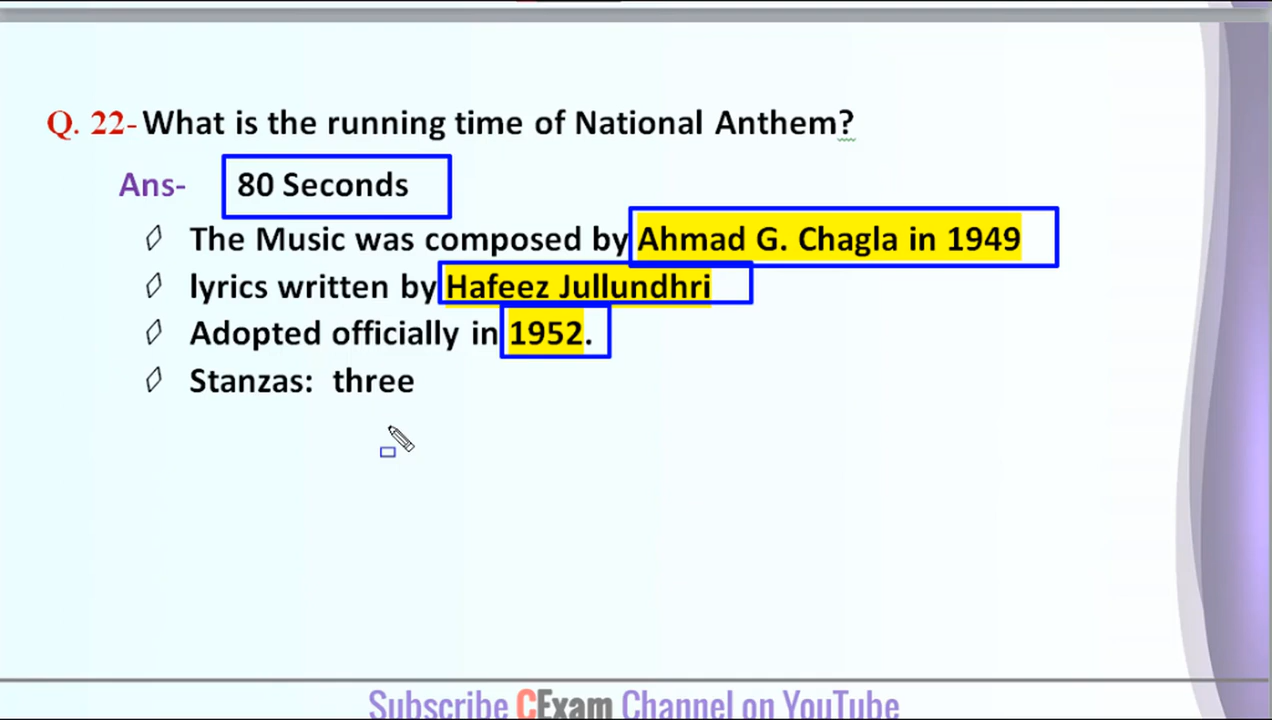 Q. 22- What is the running time of National Anthem?
Ans- 80 Seconds
◊ The Music was composed by Ahmad G. Chagla in 1949
◊ lyrics written by Hafeez Jullundhri
◊ Adopted officially in 1952.
◊ Stanzas: three
Subscribe CExam Channel on YouTube